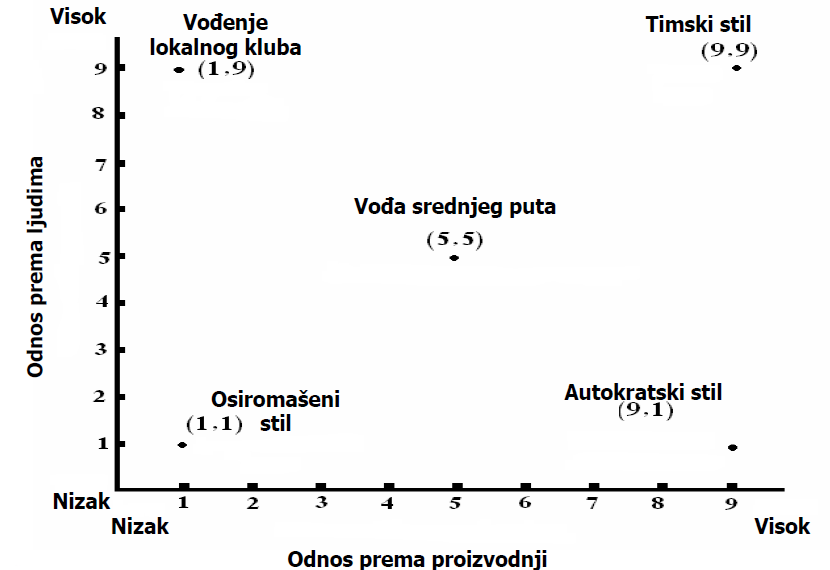 Visok
Vođenje
lokalnog kluba
(1,9)
Timski stil
(9,9)
9
8
7
6
5
4
3
2
1
Odnos prema ljudima
Vođa srednjeg puta
(5,5)
Osiromašeni
(1,1) stil
Autokratski stil
(9,1)
Nizak
1 2 3 4 5 6 7 8 9
Nizak
Visok
Odnos prema proizvodnji